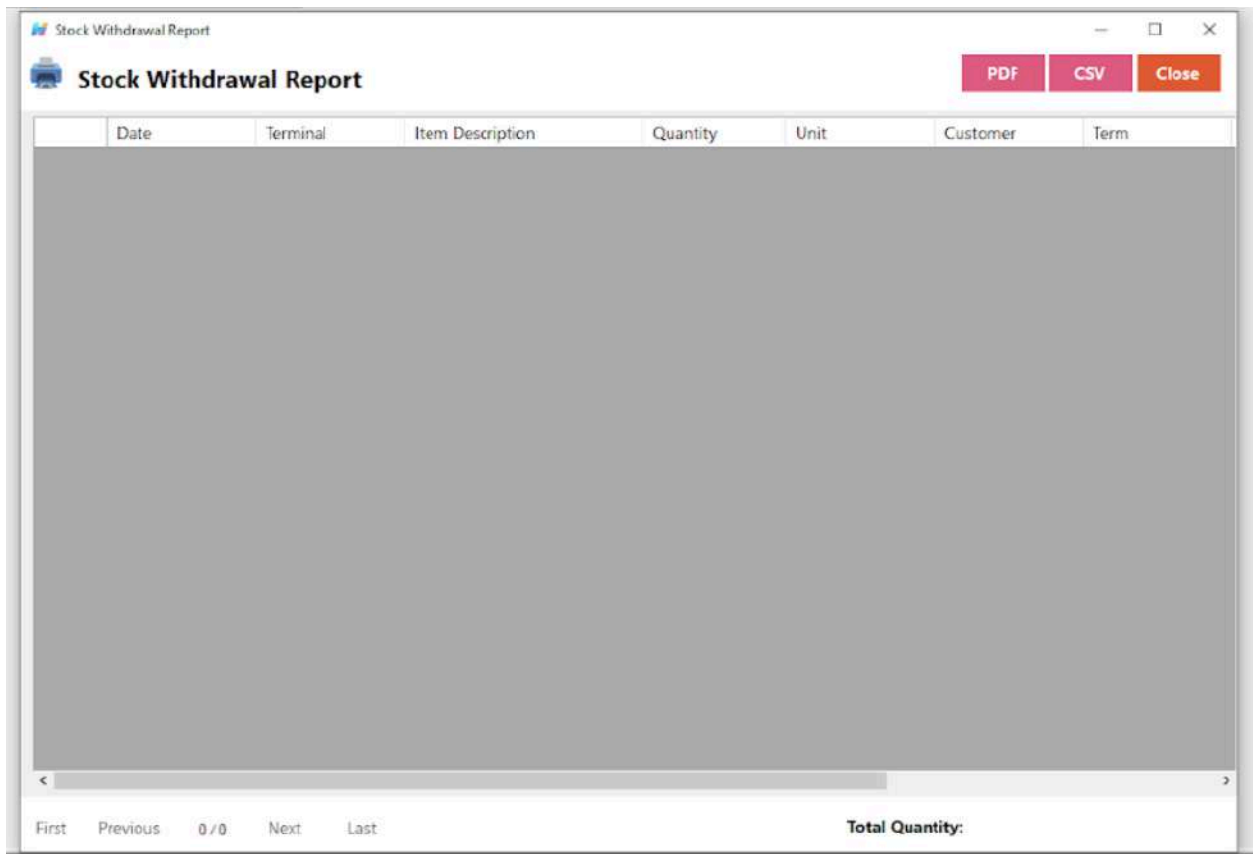 Stock Withdrawal Report
Stock Withdrawal Report PDF CSV Close
Date Terminal Item Description Quantity Unit Customer Term
First Previous 0 / 0 Next Last Total Quantity: